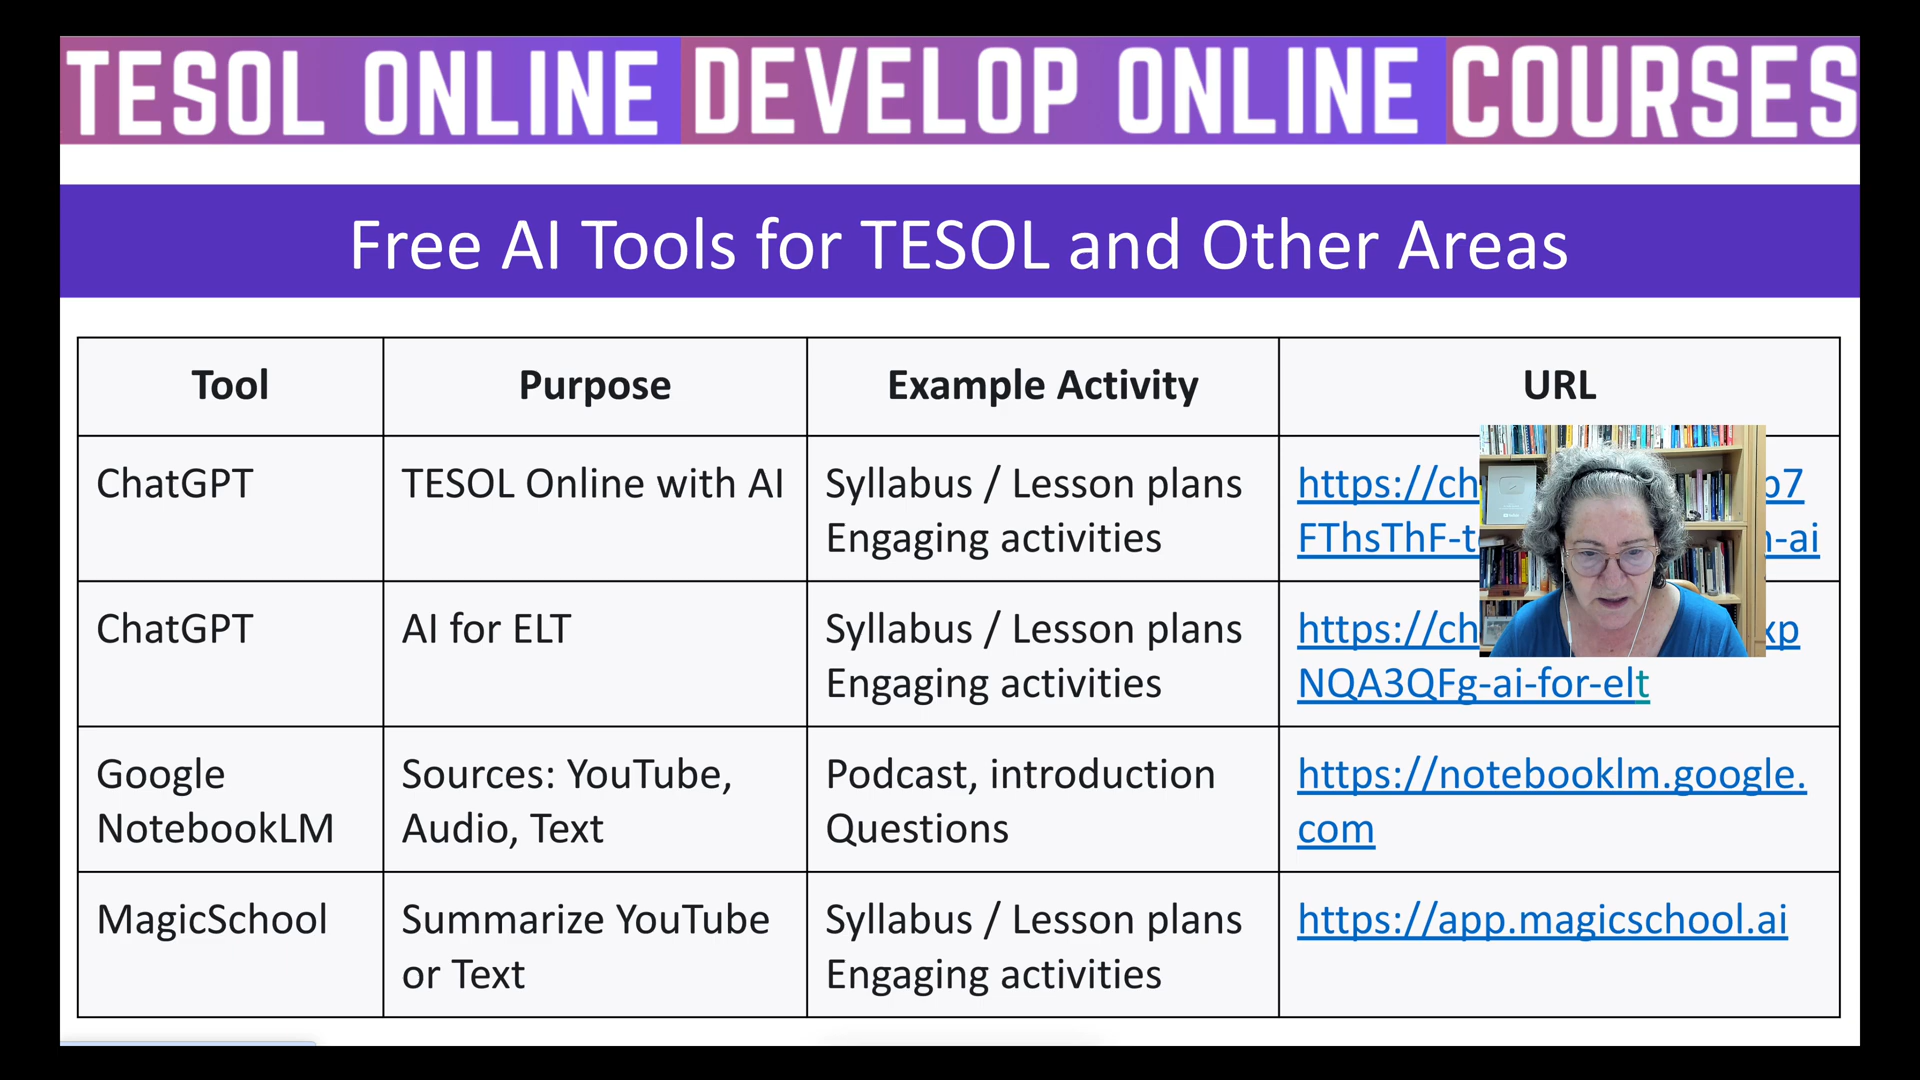 TESOL ONLINE DEVELOP ONLINE COURSES
Free AI Tools for TESOL and Other Areas
Tool Purpose Example Activity URL
ChatGPT TESOL Online with AI Syllabus / Lesson plans
Engaging activities
ChatGPT AI for ELT Syllabus / Lesson plans
Engaging activities NQA3QFg-ai-for-elt
Google Sources: YouTube, Podcast, introduction https://notebooklm.google.
NotebookLM Audio, Text Questions com
MagicSchool Summarize YouTube Syllabus / Lesson plans https://app.magicschool.ai
or Text Engaging activities